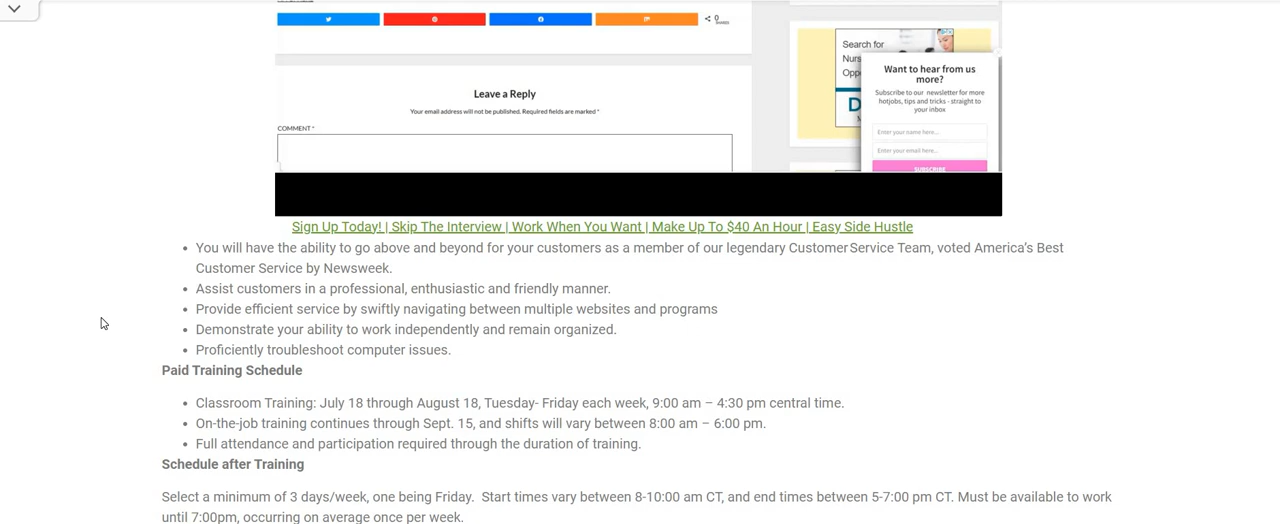 0
SHARES
Search for
Nurs
Opp
D
Want to hear from us
more?
Subscribe to our newsletter for more
hotjobs, tips and tricks - straight to
your inbox
Enter your name here...
Enter your email here...
SUBSCRIBE
Leave a Reply
Your email address will not be published. Required fields are marked *
COMMENT *
Sign Up Today! | Skip The Interview | Work When You Want | Make Up To $40 An Hour | Easy Side Hustle
• You will have the ability to go above and beyond for your customers as a member of our legendary Customer Service Team, voted America's Best
Customer Service by Newsweek.
• Assist customers in a professional, enthusiastic and friendly manner.
• Provide efficient service by swiftly navigating between multiple websites and programs
• Demonstrate your ability to work independently and remain organized.
• Proficiently troubleshoot computer issues.
Paid Training Schedule
• Classroom Training: July 18 through August 18, Tuesday- Friday each week, 9:00 am – 4:30 pm central time.
• On-the-job training continues through Sept. 15, and shifts will vary between 8:00 am – 6:00 pm.
• Full attendance and participation required through the duration of training.
Schedule after Training
Select a minimum of 3 days/week, one being Friday.  Start times vary between 8-10:00 am CT, and end times between 5-7:00 pm CT. Must be available to work
until 7:00pm, occurring on average once per week.